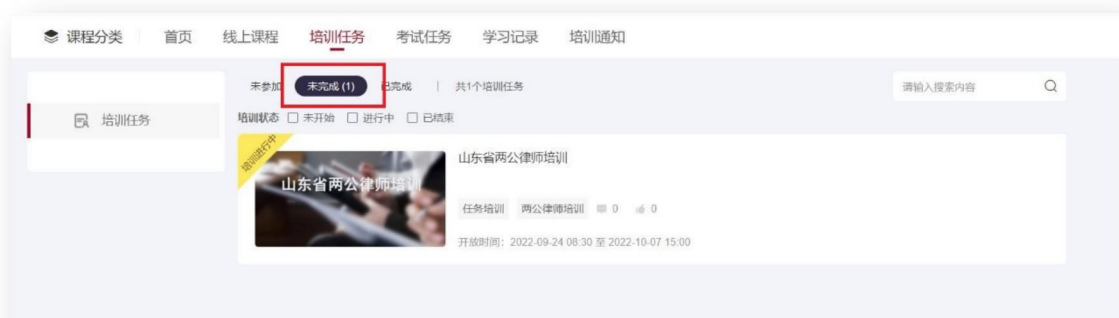 课程分类 首页 线上课程 培训任务 考试任务 学习记录 培训通知
未参加 未完成 (1) 已完成 | 共1个培训任务 请输入搜索内容
培训任务
培训状态 未开始 进行中 已结束
培训进行中
山东省两公律师培训
山东省两公律师培训
任务培训 两公律师培训 0 0
开放时间：2022-09-24 08:30 至 2022-10-07 15:00